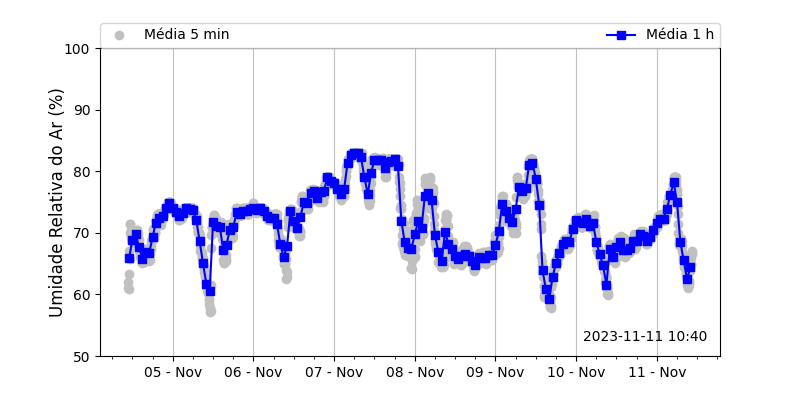 Média 5 min Média 1 h
Umidade Relativa do Ar (%)
100
90
80
70
60
50
2023-11-11 10:40
05 - Nov 06 - Nov 07 - Nov 08 - Nov 09 - Nov 10 - Nov 11 - Nov